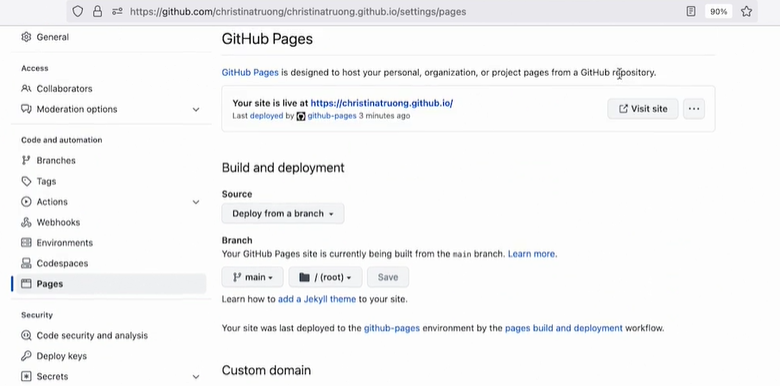 https://github.com/christinatruong/christinatruong.github.io/settings/pages
90%
General
Access
Collaborators
Moderation options
Code and automation
Branches
Tags
Actions
Webhooks
Environments
Codespaces
Pages
Security
Code security and analysis
Deploy keys
Secrets
GitHub Pages
GitHub Pages is designed to host your personal, organization, or project pages from a GitHub repository.
Your site is live at https://christinatruong.github.io/
Last deployed by github-pages 3 minutes ago
Visit site
Build and deployment
Source
Deploy from a branch
Branch
Your GitHub Pages site is currently being built from the main branch. Learn more.
main
/ (root)
Save
Learn how to add a Jekyll theme to your site.
Your site was last deployed to the github-pages environment by the pages build and deployment workflow.
Custom domain